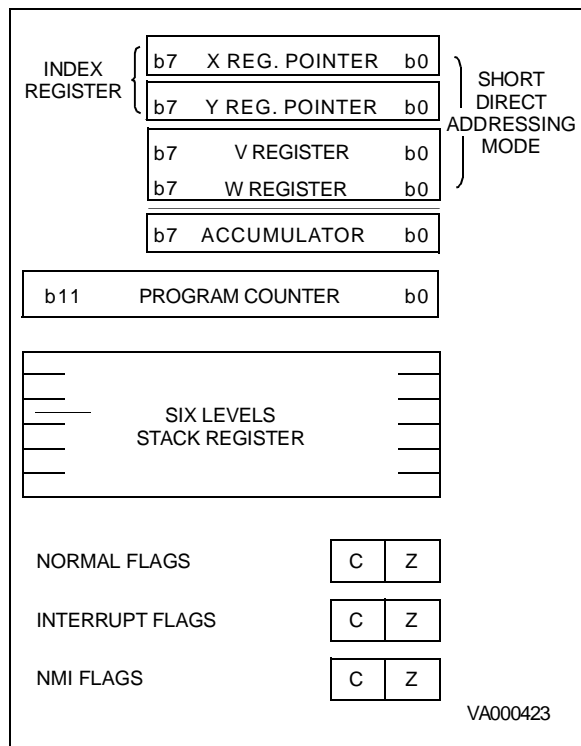 INDEX
REGISTER
b7 X REG. POINTER b0
b7 Y REG. POINTER b0
b7 V REGISTER b0
b7 W REGISTER b0
b7 ACCUMULATOR b0
SHORT
DIRECT
ADDRESSING
MODE
b11 PROGRAM COUNTER b0
SIX LEVELS
STACK REGISTER
NORMAL FLAGS C Z
INTERRUPT FLAGS C Z
NMI FLAGS C Z
VA000423